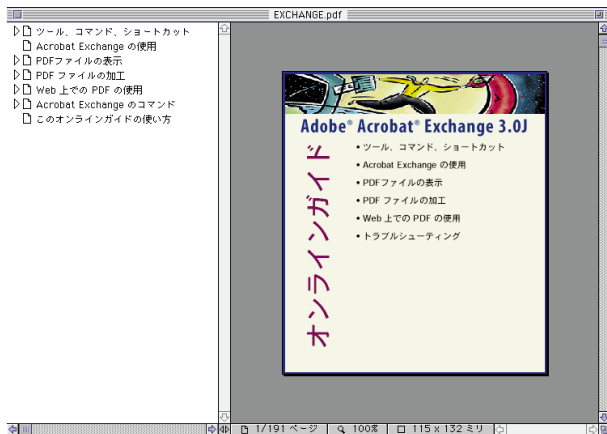 EXCHANGE.pdf
ツール、コマンド、ショートカット
Acrobat Exchange の使用
PDFファイルの表示
PDF ファイルの加工
Web 上での PDF の使用
Acrobat Exchange のコマンド
このオンラインガイドの使い方
Adobe® Acrobat® Exchange 3.0J
オンラインガイド
• ツール、コマンド、ショートカット
• Acrobat Exchange の使用
• PDFファイルの表示
• PDF ファイルの加工
• Web 上での PDF の使用
• トラブルシューティング
1/191 ページ
100%
115 x 132 ミリ